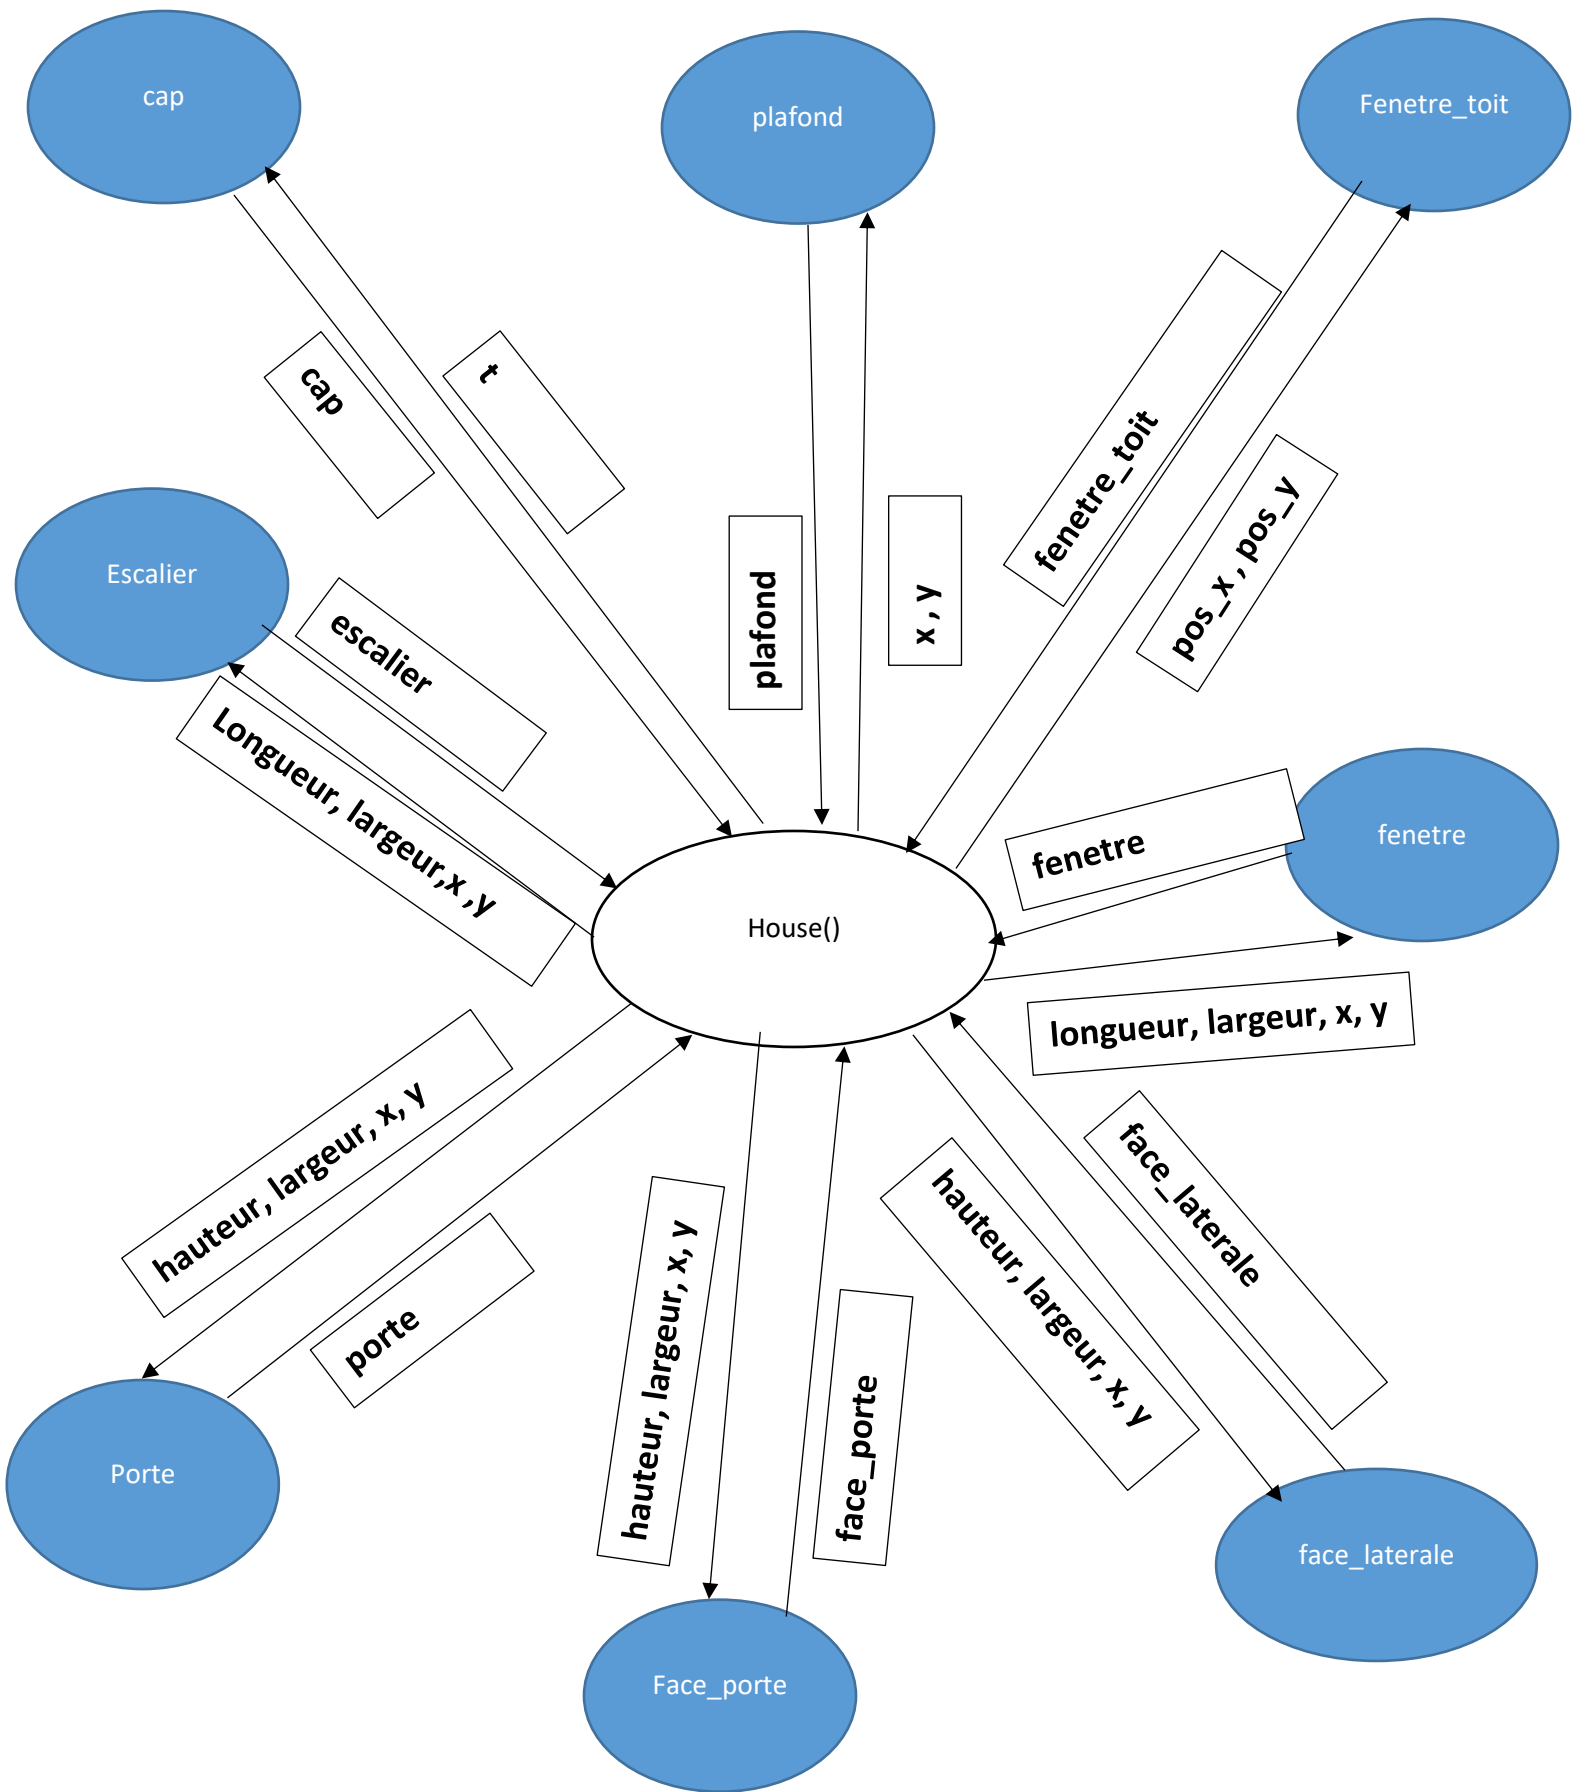 cap
plafond
Fenetre_toit
cap
t
plafond
x , y
fenetre_toit
pos_x , pos_y
Escalier
escalier
Longueur, largeur,x ,y
fenetre
fenetre
House()
longueur, largeur, x, y
hauteur, largeur, x, y
porte
hauteur, largeur, x, y
face_porte
hauteur, largeur, x, y
face_laterale
Porte
Face_porte
face_laterale